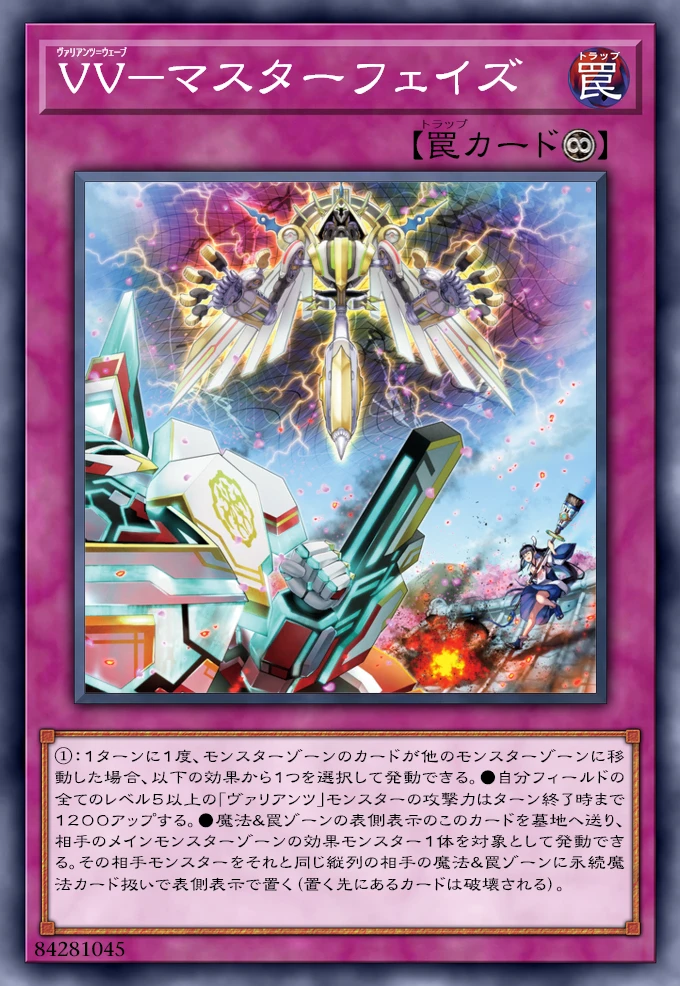 ヴァリアンツ＝ウェーブ
VV－マスターフェイズ
トラップ
罠
トラップ
【罠カード∞】
①：１ターンに１度、モンスターゾーンのカードが他のモンスターゾーンに移
動した場合、以下の効果から１つを選択して発動できる。●自分フィールドの
全てのレベル５以上の「ヴァリアンツ」モンスターの攻撃力はターン終了時まで
１２００アップする。●魔法＆罠ゾーンの表側表示のこのカードを墓地へ送り、
相手のメインモンスターゾーンの効果モンスター１体を対象として発動でき
る。その相手モンスターをそれと同じ縦列の相手の魔法＆罠ゾーンに永続魔
法カード扱いで表側表示で置く（置く先にあるカードは破壊される）。
84281045